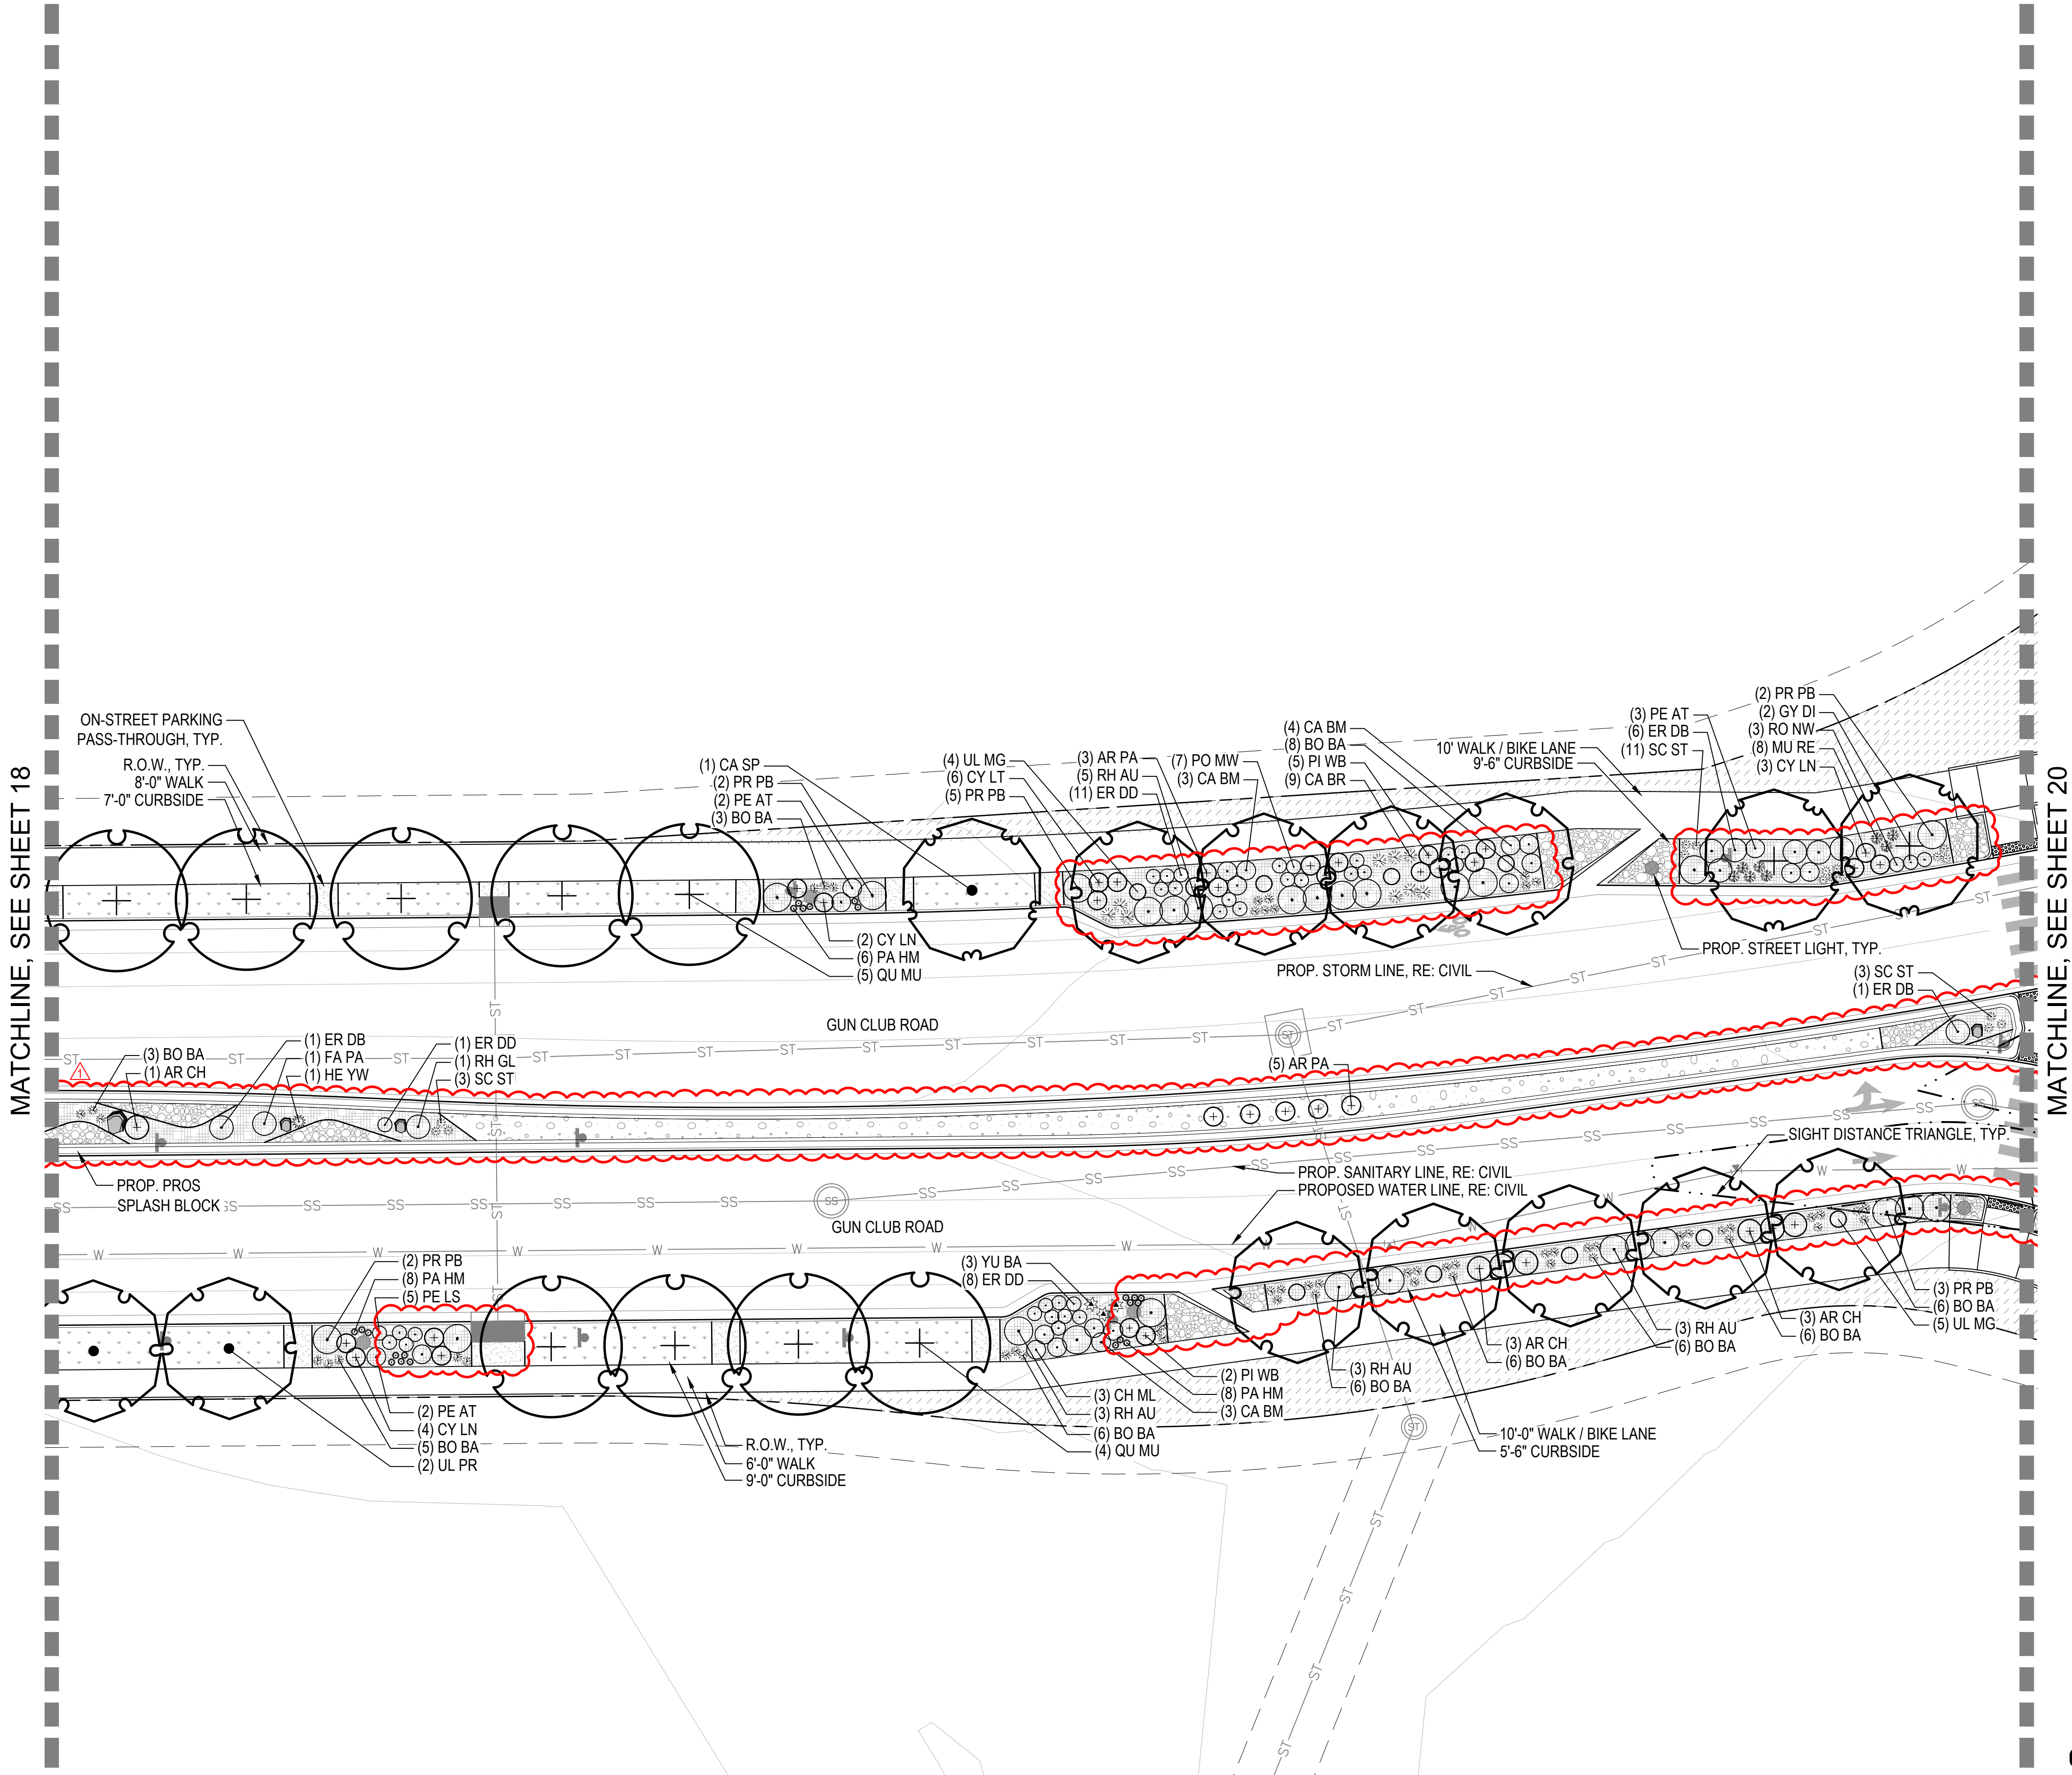 MATCHLINE, SEE SHEET 18
MATCHLINE, SEE SHEET 20
ON-STREET PARKING
PASS-THROUGH, TYP.
R.O.W., TYP.
8'-0" WALK
7'-0" CURBSIDE
(1) CA SP
(2) PR PB
(2) PE AT
(3) BO BA
(2) CY LN
(6) PA HM
(5) QU MU
(4) UL MG
(6) CY LT
(5) PR PB
(3) AR PA
(5) RH AU
(11) ER DD
(7) PO MW
(3) CA BM
(4) CA BM
(8) BO BA
(5) PI WB
(9) CA BR
10' WALK / BIKE LANE
9'-6" CURBSIDE
(3) PE AT
(6) ER DB
(11) SC ST
(2) PR PB
(2) GY DI
(3) RO NW
(8) MU RE
(3) CY LN
PROP. STREET LIGHT, TYP.
PROP. STORM LINE, RE: CIVIL
(3) SC ST
(1) ER DB
GUN CLUB ROAD
ST
1
(3) BO BA
(1) AR CH
(1) ER DB
(1) FA PA
(1) HE YW
(1) ER DD
(1) RH GL
(3) SC ST
(5) AR PA
SIGHT DISTANCE TRIANGLE, TYP.
PROP. SANITARY LINE, RE: CIVIL
PROPOSED WATER LINE, RE: CIVIL
PROP. PROS
SPLASH BLOCK
SS
GUN CLUB ROAD
W
(2) PR PB
(8) PA HM
(5) PE LS
(3) YU BA
(8) ER DD
(2) PE AT
(4) CY LN
(5) BO BA
(2) UL PR
R.O.W., TYP.
6'-0" WALK
9'-0" CURBSIDE
(3) CH ML
(3) RH AU
(6) BO BA
(4) QU MU
(2) PI WB
(8) PA HM
(3) CA BM
(3) RH AU
(6) BO BA
(3) AR CH
(6) BO BA
(3) RH AU
(6) BO BA
(3) AR CH
(6) BO BA
(3) PR PB
(6) BO BA
(5) UL MG
10'-0" WALK / BIKE LANE
5'-6" CURBSIDE